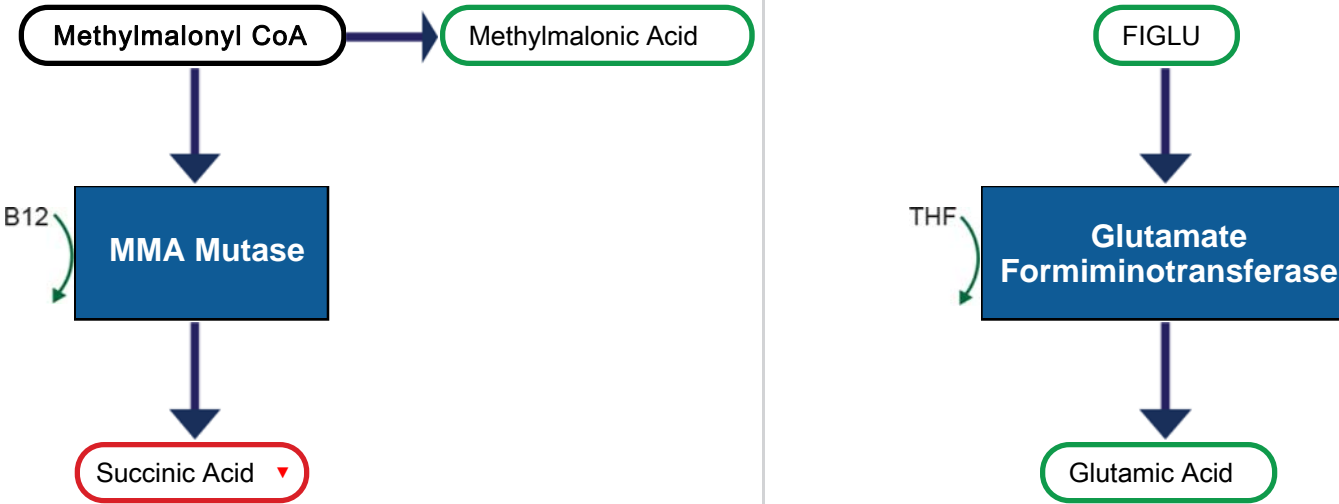 Methylmalonyl CoA
Methylmalonic Acid
B12
MMA Mutase
Succinic Acid ▼
FIGLU
THF
Glutamate
Formiminotransferase
Glutamic Acid